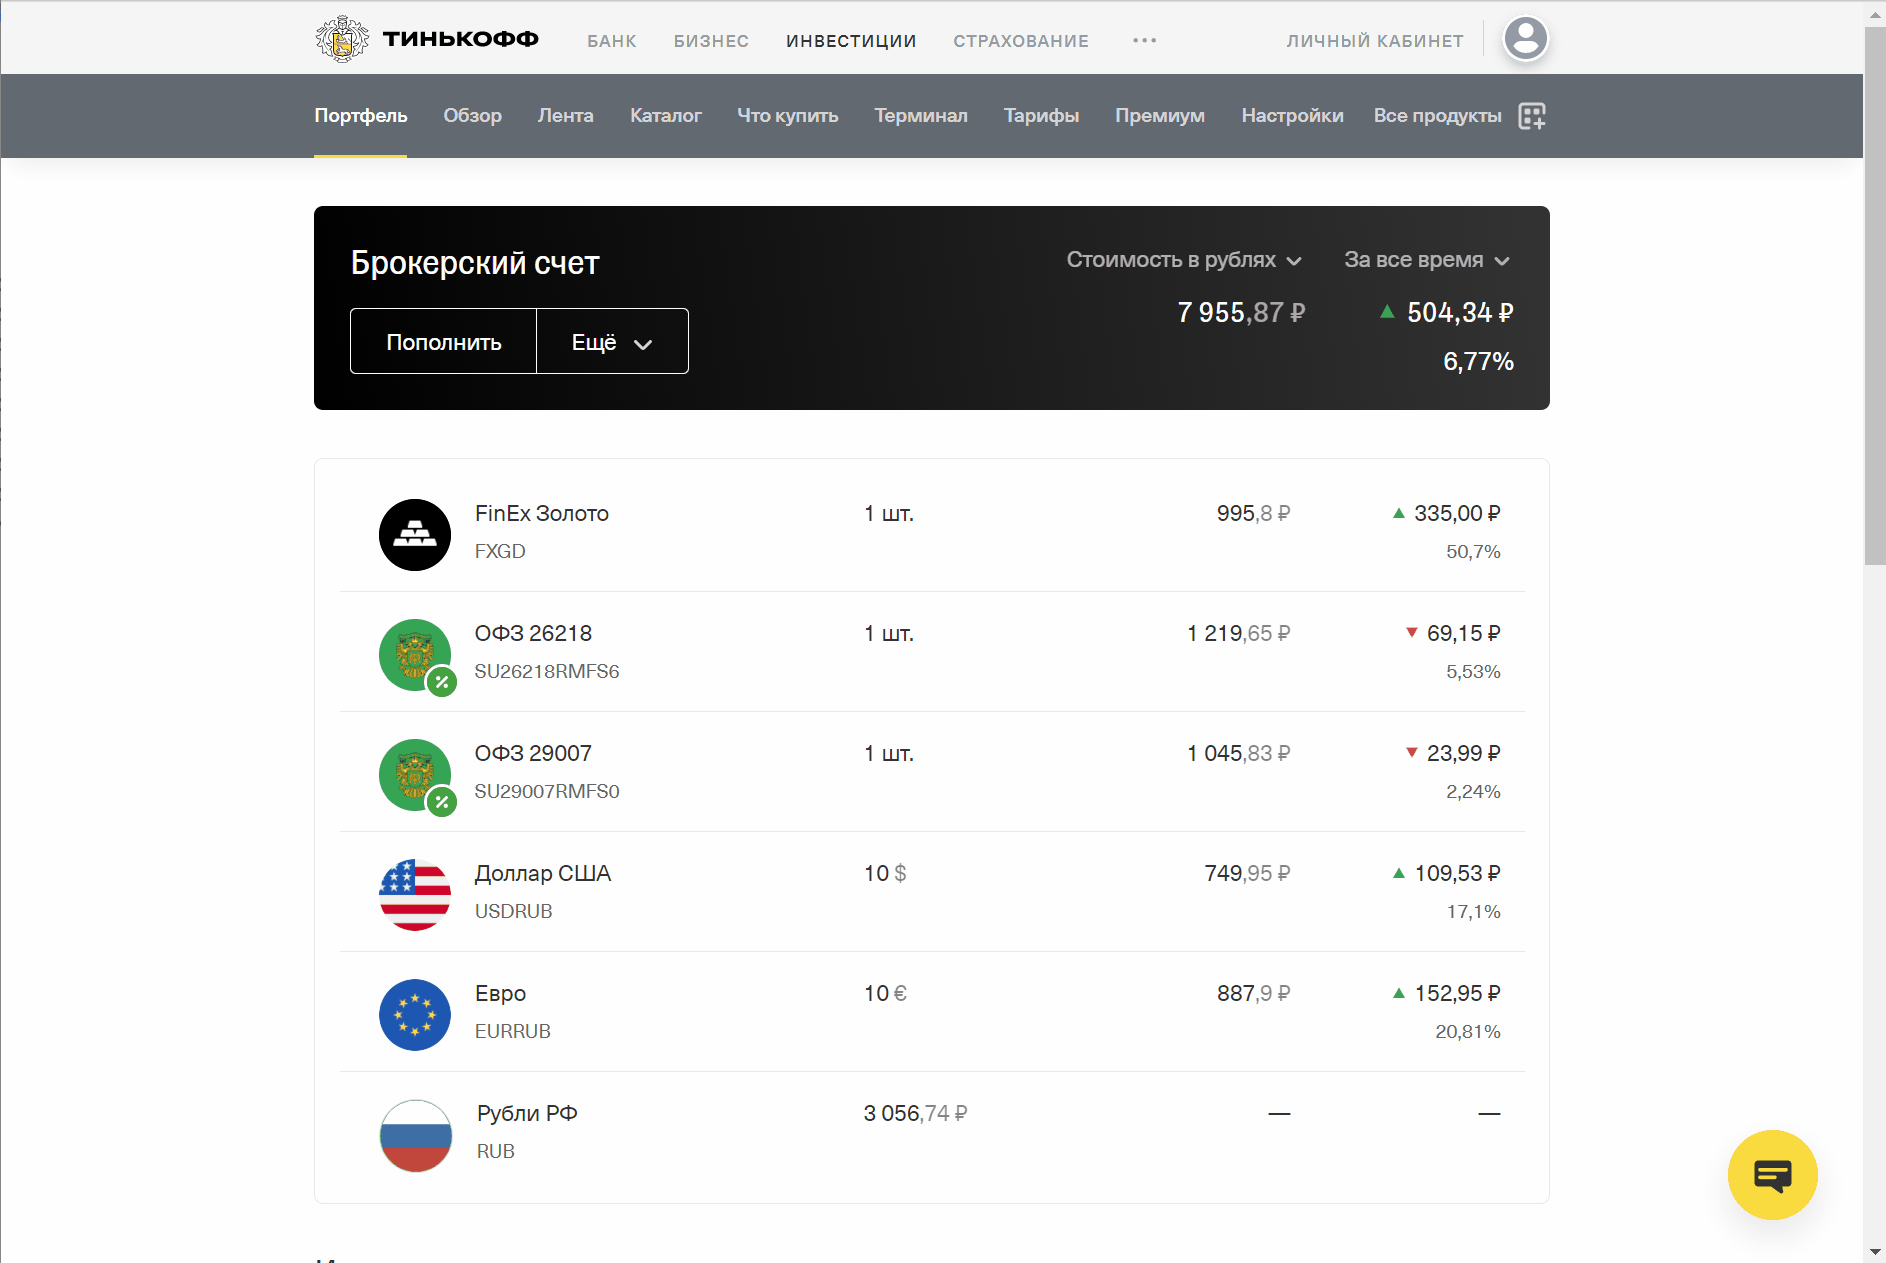 ТИНЬКОФФ БАНК БИЗНЕС ИНВЕСТИЦИИ СТРАХОВАНИЕ ••• ЛИЧНЫЙ КАБИНЕТ
Портфель Обзор Лента Каталог Что купить Терминал Тарифы Премиум Настройки Все продукты
Брокерский счет Стоимость в рублях За все время
7 955,87 ₽ 504,34 ₽
Пополнить Ещё
6,77%
FinEx Золото 1 шт. 995,8 ₽ 335,00 ₽
FXGD 50,7%
ОФЗ 26218 1 шт. 1 219,65 ₽ 69,15 ₽
SU26218RMFS6 5,53%
ОФЗ 29007 1 шт. 1 045,83 ₽ 23,99 ₽
SU29007RMFS0 2,24%
Доллар США 10 $ 749,95 ₽ 109,53 ₽
USDRUB 17,1%
Евро 10 € 887,9 ₽ 152,95 ₽
EURRUB 20,81%
Рубли РФ 3 056,74 ₽ — —
RUB